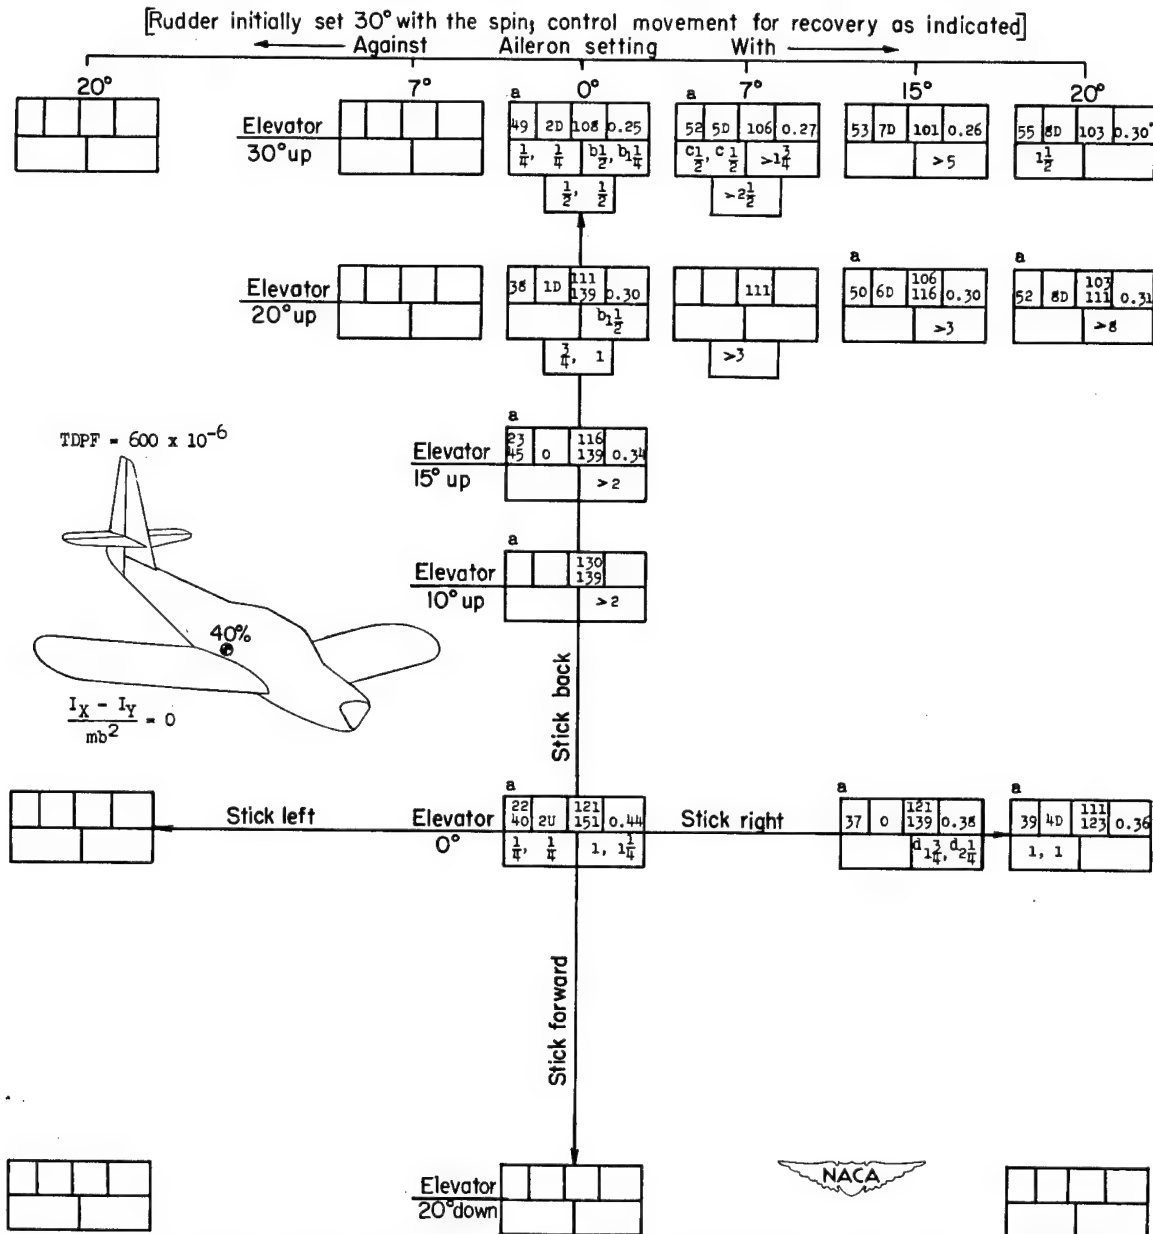 [Rudder initially set 30° with the spin; control movement for recovery as indicated]
Against Aileron setting With
20° 7° 0° 7° 15° 20°
a a
Elevator 30° up
49 2D 108 0.25
1/4, 1/4 b1/2, b1 1/4
1/2, 1/2
52 5D 106 0.27
c1/2, c1/2 >1 3/4
>2 1/2
53 7D 101 0.26
>5
55 8D 103 0.30
1 1/2
a a
Elevator 20° up
38 1D 111 139 0.30
b1 1/2
3/4, 1
111
>3
50 6D 106 116 0.30
>3
52 8D 103 111 0.31
>8
TDPF = 600 x 10⁻⁶
a
Elevator 15° up
23 45 0 116 139 0.34
>2
a
Elevator 10° up
130 139
>2
40%
I_X - I_Y / mb² = 0
Stick back
a a a
Stick left
Elevator 0°
22 40 2U 121 151 0.44
1/4, 1/4 1, 1 1/4
Stick right
37 0 121 139 0.38
d1 3/4, d2 1/4
39 4D 111 123 0.36
1, 1
Stick forward
Elevator 20° down
NACA